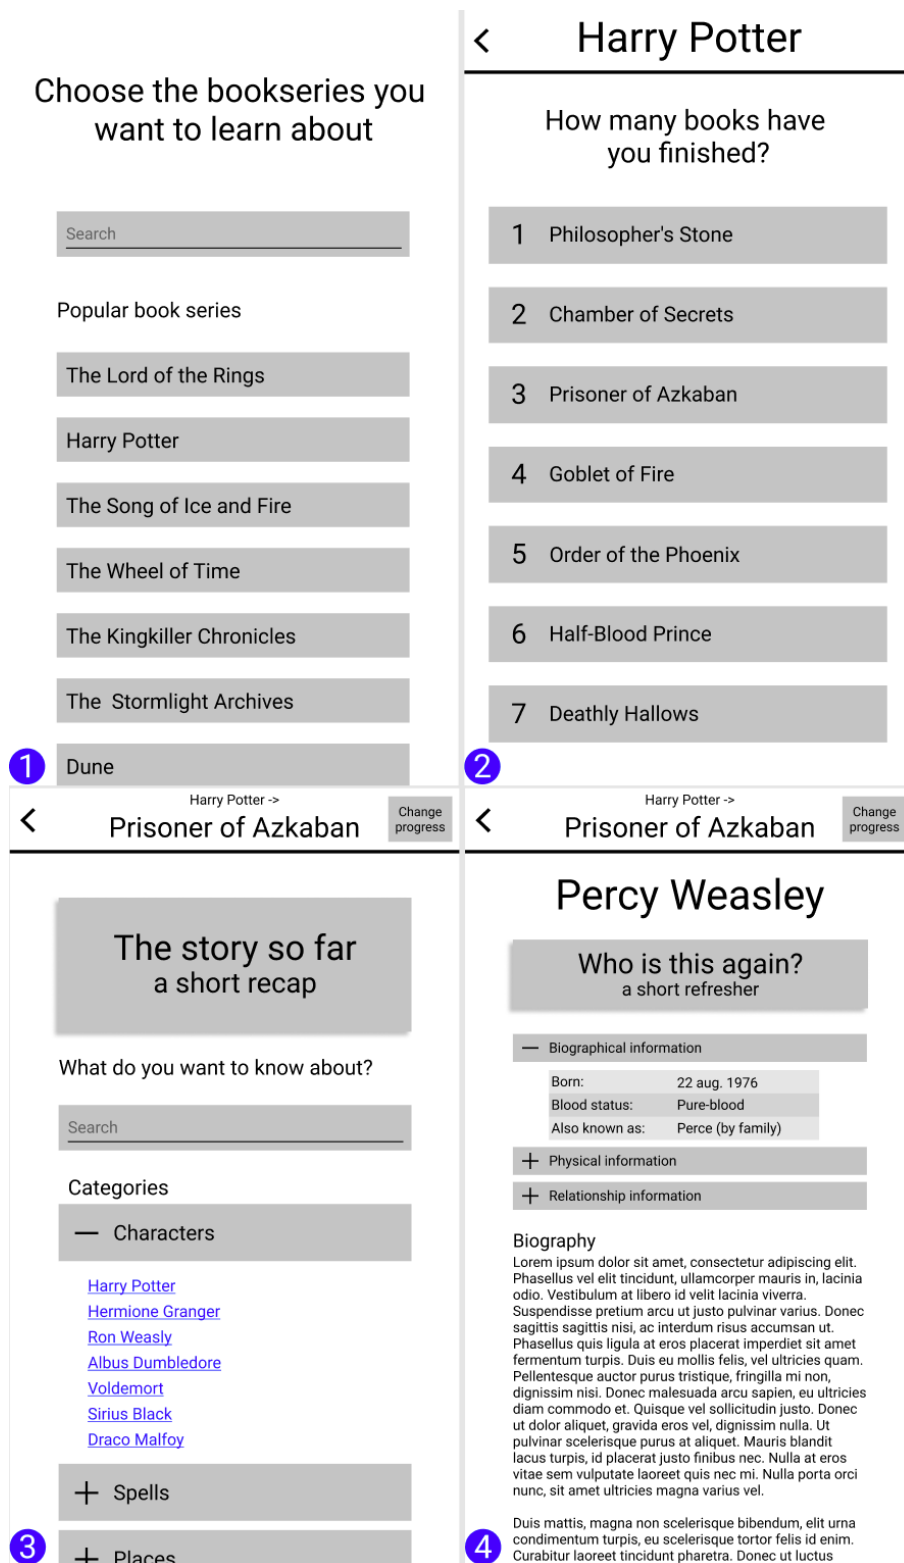 Choose the bookseries you
want to learn about
Search
Popular book series
The Lord of the Rings
Harry Potter
The Song of Ice and Fire
The Wheel of Time
The Kingkiller Chronicles
The  Stormlight Archives
Dune
1
Harry Potter
How many books have
you finished?
1 Philosopher's Stone
2 Chamber of Secrets
3 Prisoner of Azkaban
4 Goblet of Fire
5 Order of the Phoenix
6 Half-Blood Prince
7 Deathly Hallows
2
Harry Potter ->
Prisoner of Azkaban
Change
progress
The story so far
a short recap
What do you want to know about?
Search
Categories
Characters
Harry Potter
Hermione Granger
Ron Weasly
Albus Dumbledore
Voldemort
Sirius Black
Draco Malfoy
Spells
Places
3
Harry Potter ->
Prisoner of Azkaban
Change
progress
Percy Weasley
Who is this again?
a short refresher
Biographical information
Born: 22 aug. 1976
Blood status: Pure-blood
Also known as: Perce (by family)
Physical information
Relationship information
Biography
Lorem ipsum dolor sit amet, consectetur adipiscing elit.
Phasellus vel elit tincidunt, ullamcorper mauris in, lacinia
odio. Vestibulum at libero id velit lacinia viverra.
Suspendisse pretium arcu ut justo pulvinar varius. Donec
sagittis sagittis nisi, ac interdum risus accumsan ut.
Phasellus quis ligula at eros placerat imperdiet sit amet
fermentum turpis. Duis eu mollis felis, vel ultricies quam.
Pellentesque auctor purus tristique, fringilla mi non,
dignissim nisi. Donec malesuada arcu sapien, eu ultricies
diam commodo et. Quisque vel sollicitudin justo. Donec
ut dolor aliquet, gravida eros vel, dignissim nulla. Ut
pulvinar scelerisque purus at aliquet. Mauris blandit
lacus turpis, id placerat justo finibus nec. Nulla at eros
vitae sem vulputate laoreet quis nec mi. Nulla porta orci
nunc, sit amet ultricies magna varius vel.
Duis mattis, magna non scelerisque bibendum, elit urna
condimentum turpis, eu scelerisque tortor felis id enim.
Curabitur laoreet tincidunt pharetra. Donec ut luctus
4